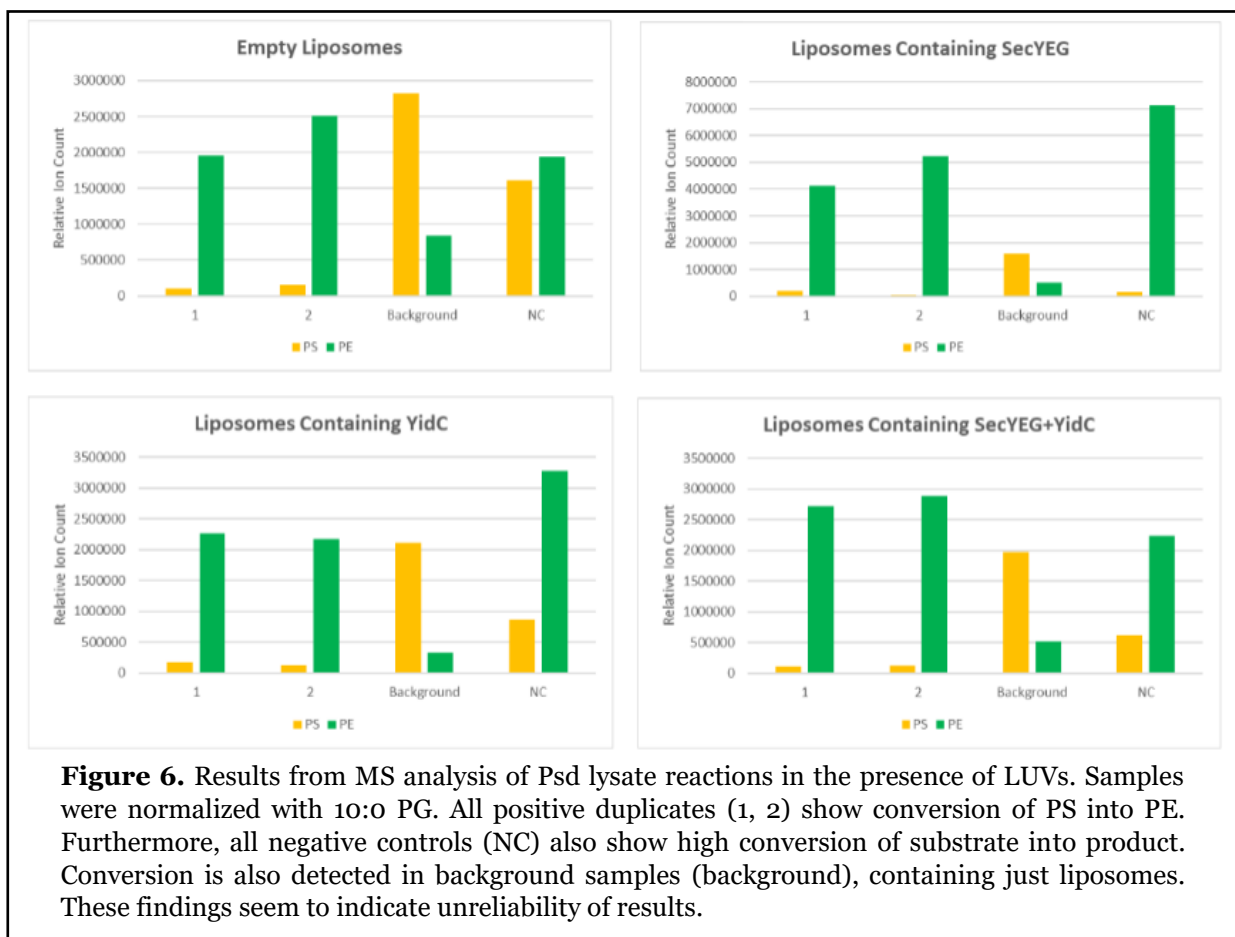 Empty Liposomes
3000000
2500000
2000000
1500000
1000000
500000
0
Relative Ion Count
1 2 Background NC
PS PE
Liposomes Containing SecYEG
8000000
7000000
6000000
5000000
4000000
3000000
2000000
1000000
0
Relative Ion Count
1 2 Background NC
PS PE
Liposomes Containing YidC
3500000
3000000
2500000
2000000
1500000
1000000
500000
0
Relative Ion Count
1 2 Background NC
PS PE
Liposomes Containing SecYEG+YidC
3500000
3000000
2500000
2000000
1500000
1000000
500000
0
Relative Ion Count
1 2 Background NC
PS PE
Figure 6. Results from MS analysis of Psd lysate reactions in the presence of LUVs. Samples
were normalized with 10:0 PG. All positive duplicates (1, 2) show conversion of PS into PE.
Furthermore, all negative controls (NC) also show high conversion of substrate into product.
Conversion is also detected in background samples (background), containing just liposomes.
These findings seem to indicate unreliability of results.